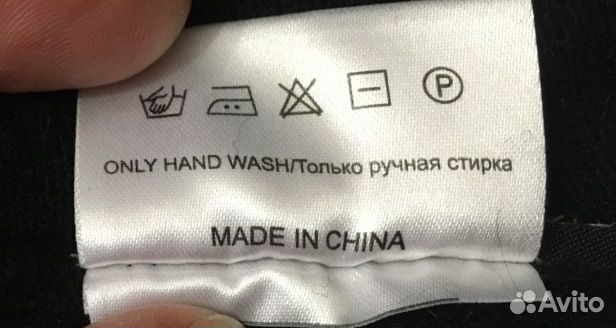 P
ONLY HAND WASH/Только ручная стирка
MADE IN CHINA
Avito